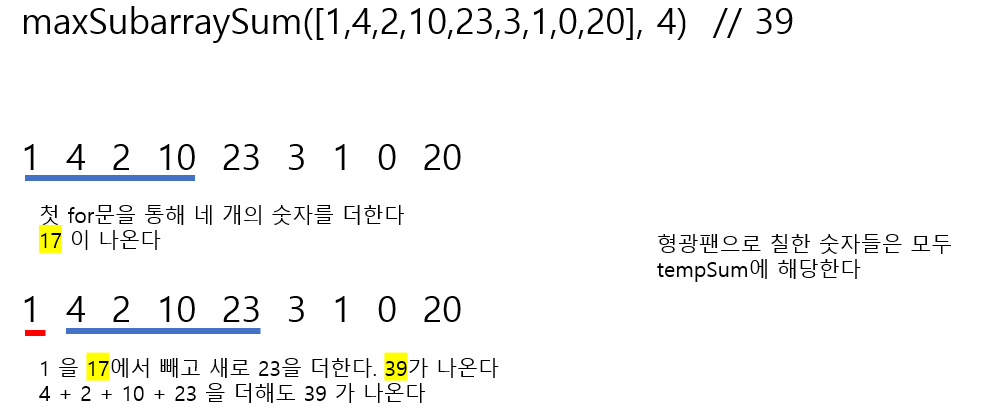 maxSubarraySum([1,4,2,10,23,3,1,0,20], 4)  // 39
1 4 2 10 23 3 1 0 20
첫 for문을 통해 네 개의 숫자를 더한다
17 이 나온다
형광팬으로 칠한 숫자들은 모두
tempSum에 해당한다
1 4 2 10 23 3 1 0 20
1 을 17에서 빼고 새로 23을 더한다. 39가 나온다
4 + 2 + 10 + 23 을 더해도 39 가 나온다